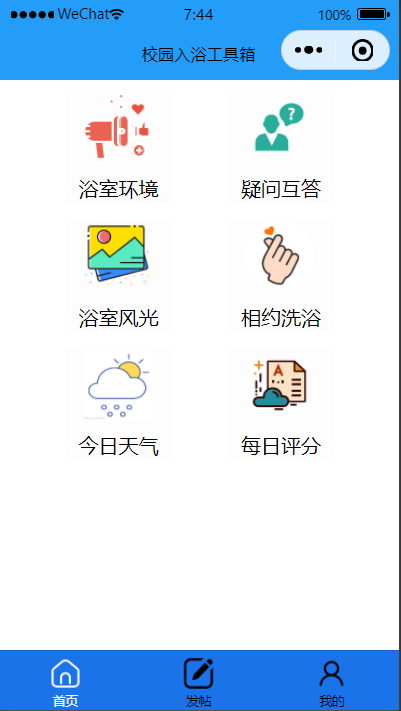 WeChat 7:44 100%
校园入浴工具箱
浴室环境 疑问互答
浴室风光 相约洗浴
今日天气 每日评分
首页 发帖 我的